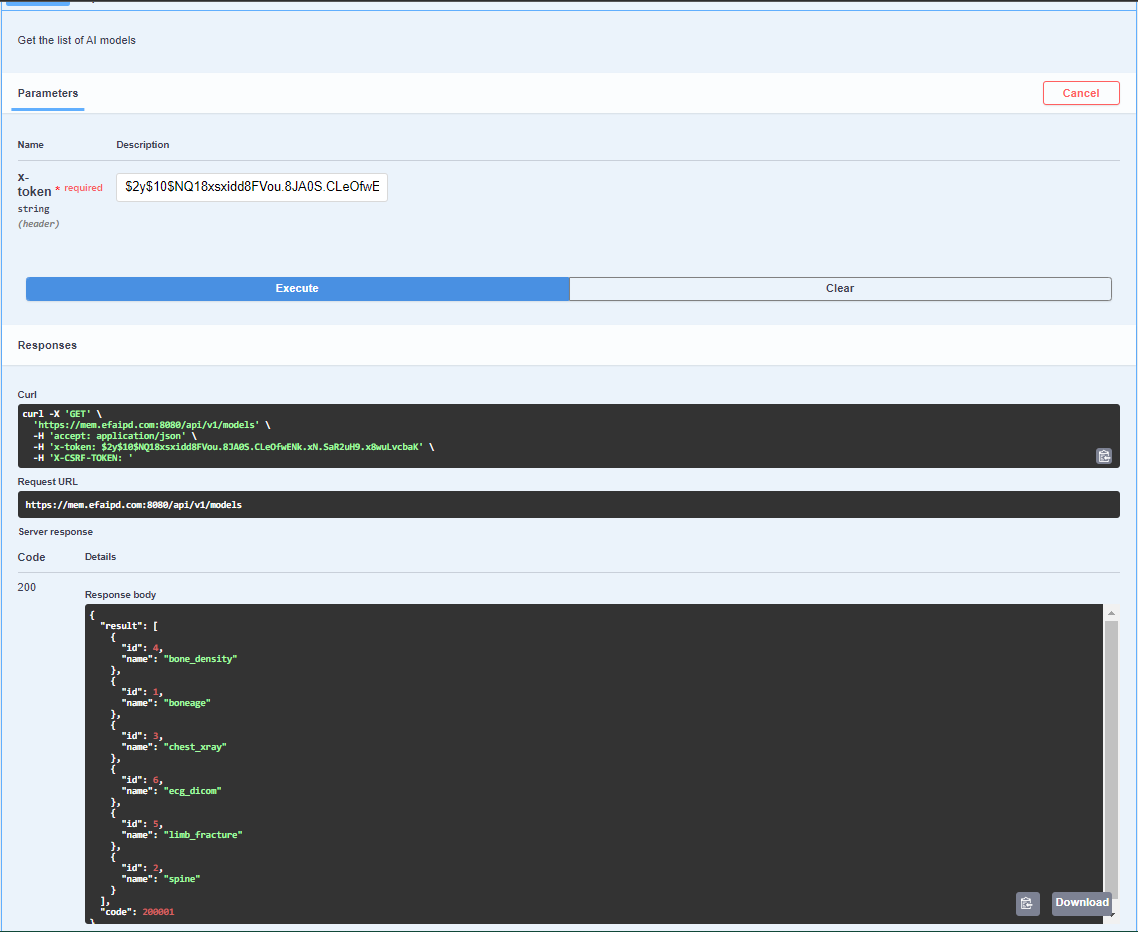 Get the list of AI models
Parameters
Cancel
Name Description
x-
token * required
string
(header)
$2y$10$NQ18xsxidd8FVou.8JA0S.CLeOfwE
Execute
Clear
Responses
Curl
curl -X 'GET' \
'https://mem.efaipd.com:8080/api/v1/models' \
-H 'accept: application/json' \
-H 'x-token: $2y$10$NQ18xsxidd8FVou.8JA0S.CLeOfwENk.xN.SaR2uH9.x8wuLvcbaK' \
-H 'X-CSRF-TOKEN: '
Request URL
https://mem.efaipd.com:8080/api/v1/models
Server response
Code Details
200
Response body
{
"result": [
{
"id": 4,
"name": "bone_density"
},
{
"id": 1,
"name": "boneage"
},
{
"id": 3,
"name": "chest_xray"
},
{
"id": 6,
"name": "ecg_dicom"
},
{
"id": 5,
"name": "limb_fracture"
},
{
"id": 2,
"name": "spine"
}
],
"code": 200001
}
Download